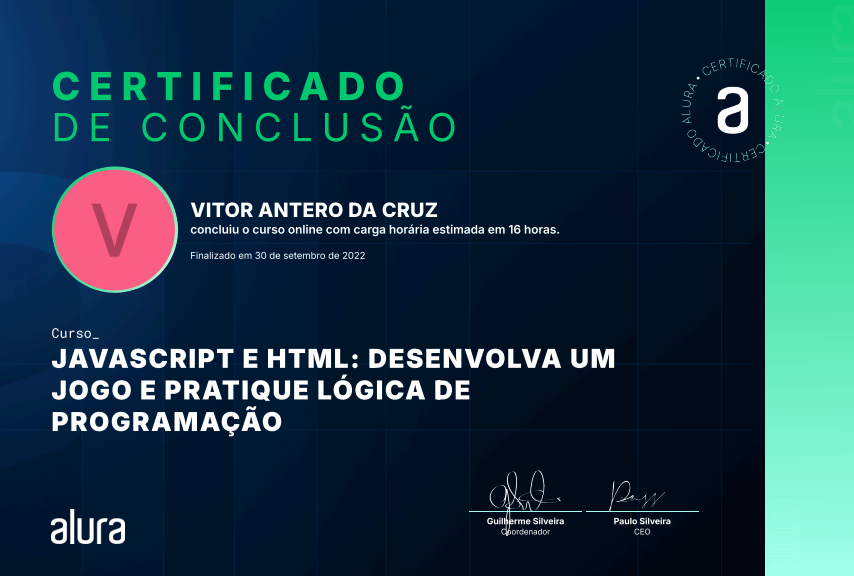 CERTIFICADO
DE CONCLUSÃO
CERTIFICADO ALURA • CERTIFICADO ALURA •
a
V
VITOR ANTERO DA CRUZ
concluiu o curso online com carga horária estimada em 16 horas.
Finalizado em 30 de setembro de 2022
Curso_
JAVASCRIPT E HTML: DESENVOLVA UM
JOGO E PRATIQUE LÓGICA DE
PROGRAMAÇÃO
alura
Guilherme Silveira
Coordenador
Paulo Silveira
CEO
alura